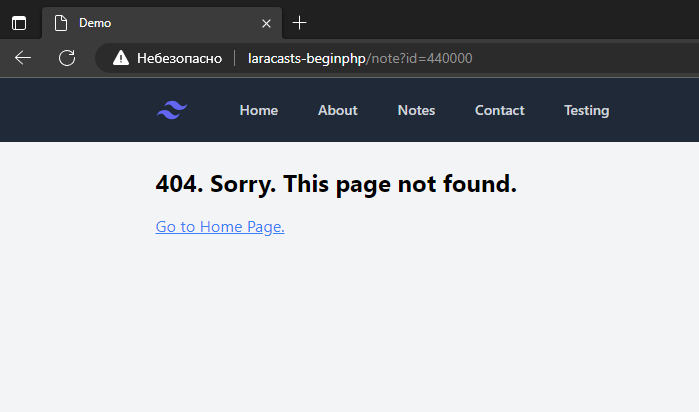 Demo
Небезопасно laracasts-beginphp/note?id=440000
Home About Notes Contact Testing
404. Sorry. This page not found.
Go to Home Page.